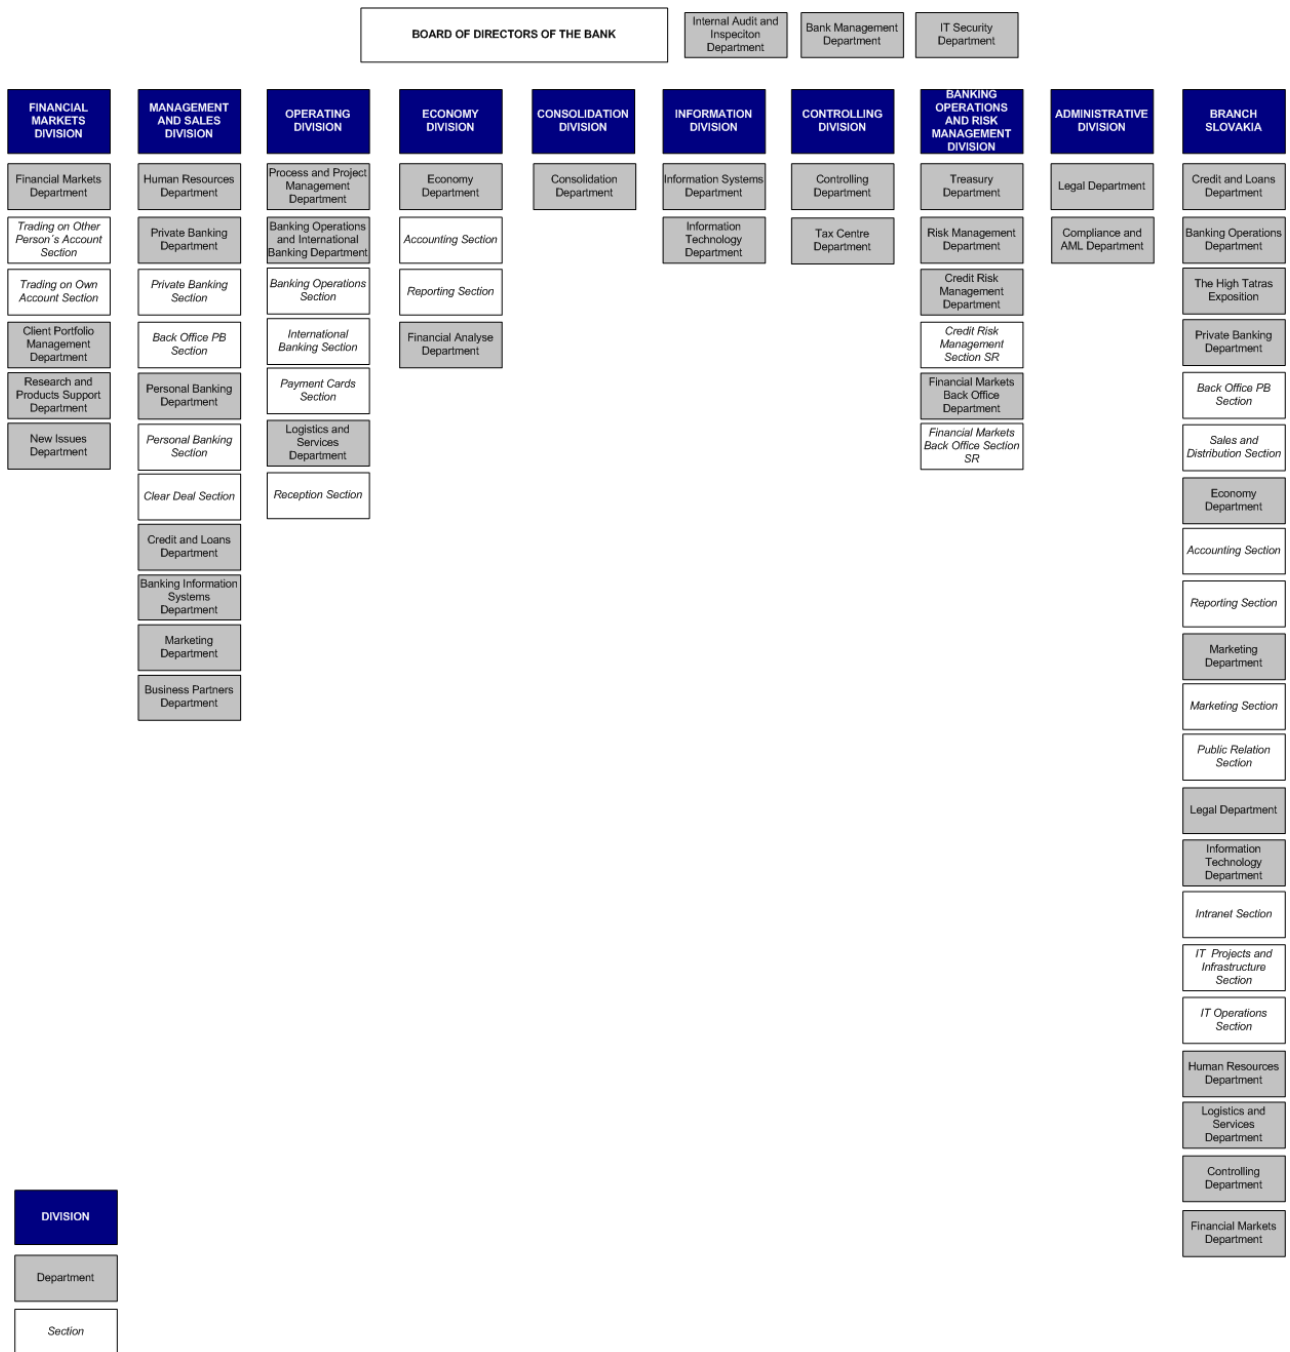 BOARD OF DIRECTORS OF THE BANK
Internal Audit and
Inspeciton
Department
Bank Management
Department
IT Security
Department
FINANCIAL
MARKETS
DIVISION
Financial Markets
Department
Trading on Other
Person´s Account
Section
Trading on Own
Account Section
Client Portfolio
Management
Department
Research and
Products Support
Department
New Issues
Department
MANAGEMENT
AND SALES
DIVISION
Human Resources
Department
Private Banking
Department
Private Banking
Section
Back Office PB
Section
Personal Banking
Department
Personal Banking
Section
Clear Deal Section
Credit and Loans
Department
Banking Information
Systems
Department
Marketing
Department
Business Partners
Department
OPERATING
DIVISION
Process and Project
Management
Department
Banking Operations
and International
Banking Department
Banking Operations
Section
International
Banking Section
Payment Cards
Section
Logistics and
Services
Department
Reception Section
ECONOMY
DIVISION
Economy
Department
Accounting Section
Reporting Section
Financial Analyse
Department
CONSOLIDATION
DIVISION
Consolidation
Department
INFORMATION
DIVISION
Information Systems
Department
Information
Technology
Department
CONTROLLING
DIVISION
Controlling
Department
Tax Centre
Department
BANKING
OPERATIONS
AND RISK
MANAGEMENT
DIVISION
Treasury
Department
Risk Management
Department
Credit Risk
Management
Department
Credit Risk
Management
Section SR
Financial Markets
Back Office
Department
Financial Markets
Back Office Section
SR
ADMINISTRATIVE
DIVISION
Legal Department
Compliance and
AML Department
BRANCH
SLOVAKIA
Credit and Loans
Department
Banking Operations
Department
The High Tatras
Exposition
Private Banking
Department
Back Office PB
Section
Sales and
Distribution Section
Economy
Department
Accounting Section
Reporting Section
Marketing
Department
Marketing Section
Public Relation
Section
Legal Department
Information
Technology
Department
Intranet Section
IT Projects and
Infrastructure
Section
IT Operations
Section
Human Resources
Department
Logistics and
Services
Department
Controlling
Department
Financial Markets
Department
DIVISION
Department
Section